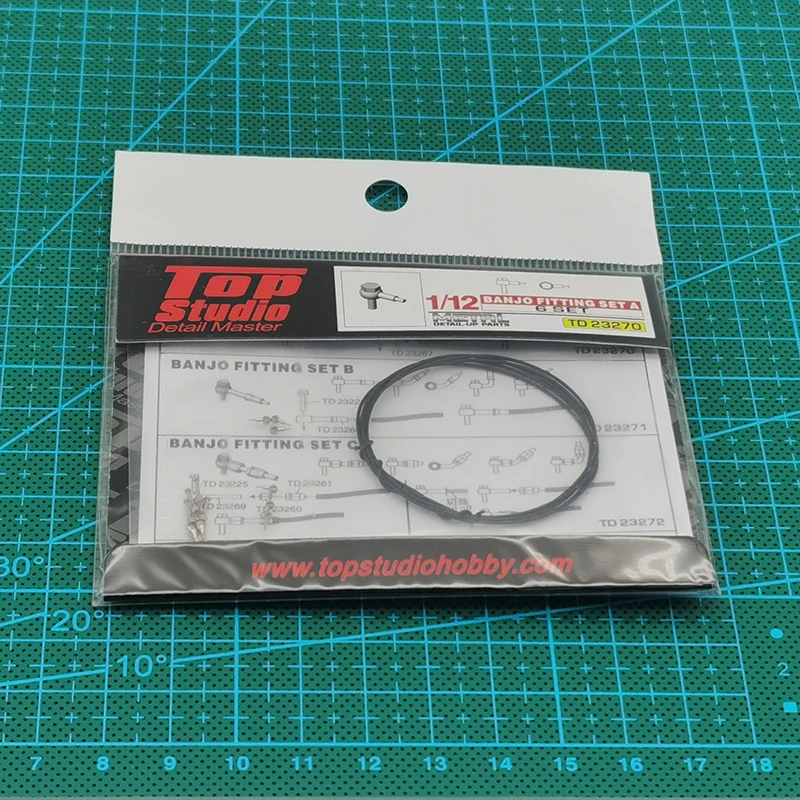 Top
Studio
Detail Master
1/12 BANJO FITTING SET A
6 SET
METAL
DETAIL-UP PARTS
TD 23270
TD 23267
TD 23270
BANJO FITTING SET B
TD 23271
BANJO FITTING SET C
TD 23225
TD 23261
TD 23269
TD 23260
切除
TD 23272
www.topstudiohobby.com
30°
20°
10°
2
7 8 9 10 11 12 13 14 15 16 17 18